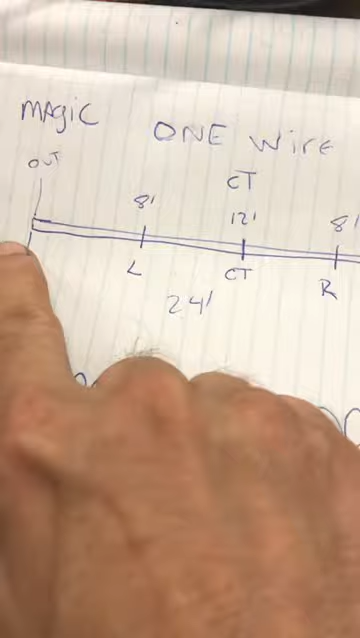 MAGIC ONE WIRE
OUT
CT
8' 12' 8'
L CT R
24'